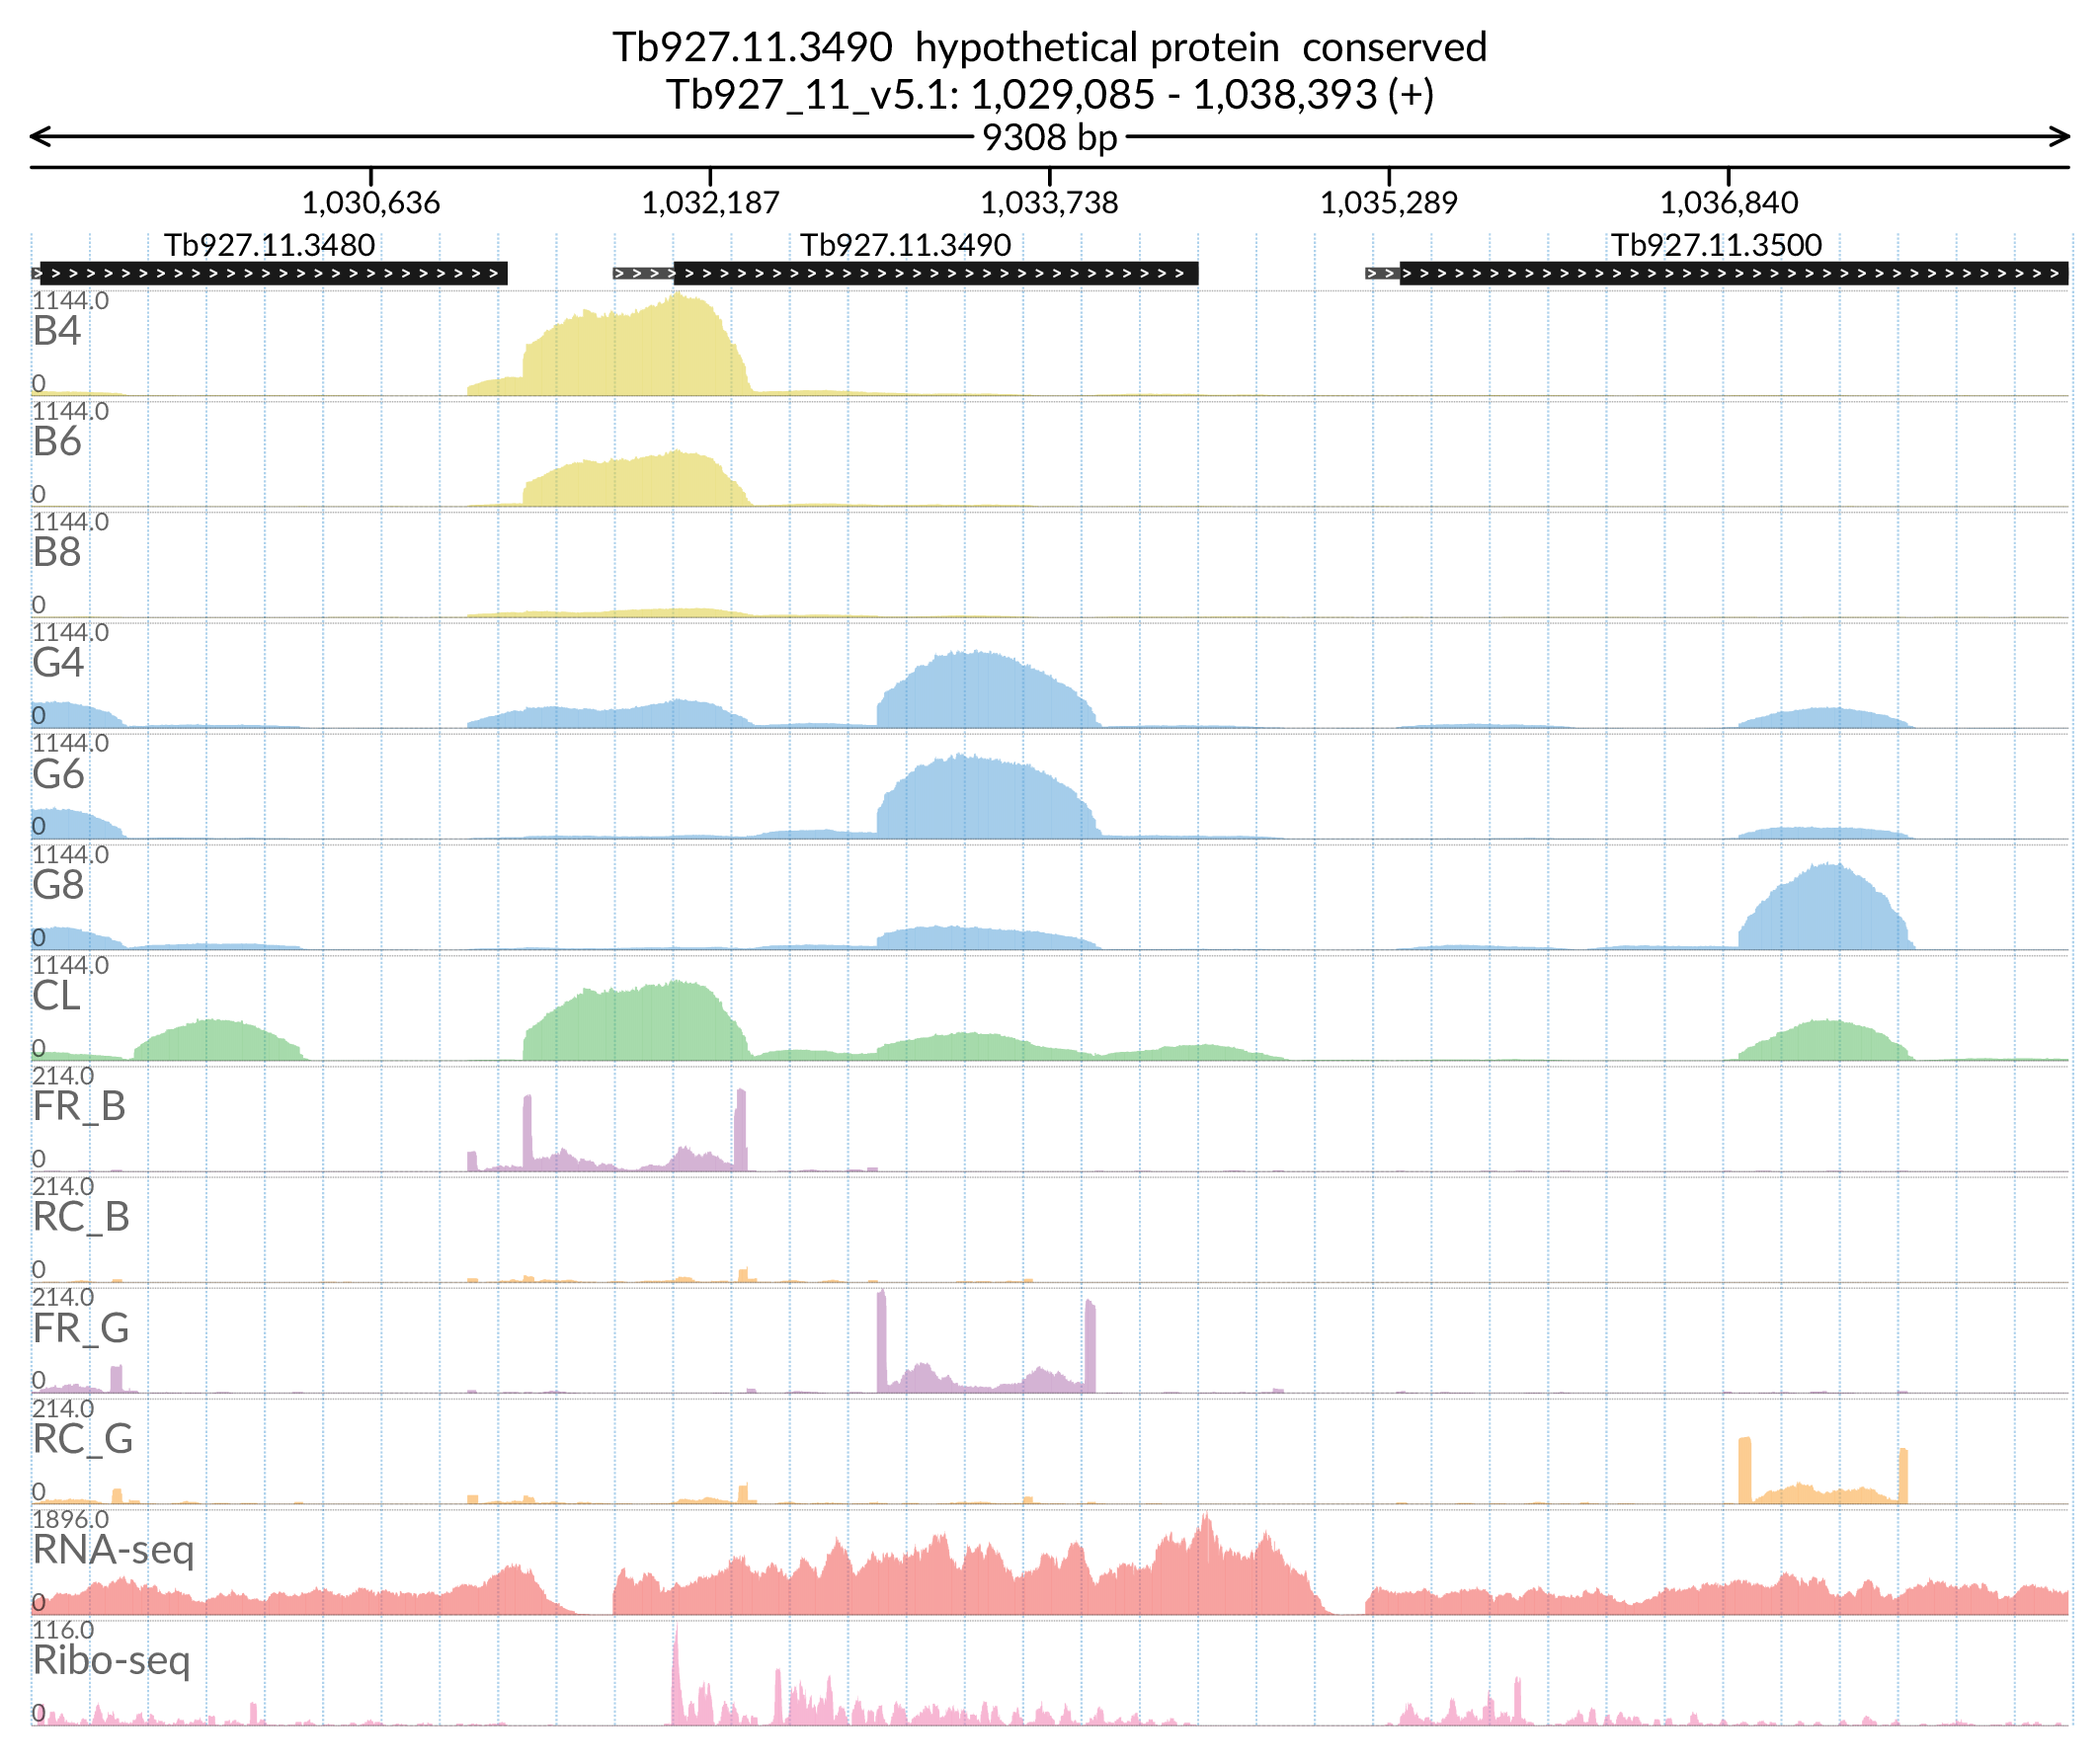 Tb927.11.3490 hypothetical protein conserved
Tb927_11_v5.1: 1,029,085 - 1,038,393 (+)
9308 bp
1,030,636 1,032,187 1,033,738 1,035,289 1,036,840
Tb927.11.3480 Tb927.11.3490 Tb927.11.3500
1144.0
B4
0
1144.0
B6
0
1144.0
B8
0
1144.0
G4
0
1144.0
G6
0
1144.0
G8
0
1144.0
CL
0
214.0
FR_B
0
214.0
RC_B
0
214.0
FR_G
0
214.0
RC_G
0
1896.0
RNA-seq
0
116.0
Ribo-seq
0